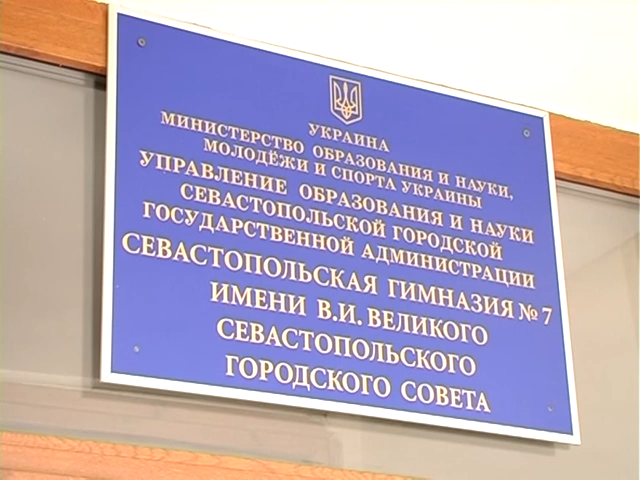 УКРАИНА
МИНИСТЕРСТВО ОБРАЗОВАНИЯ И НАУКИ,
МОЛОДЁЖИ И СПОРТА УКРАИНЫ
УПРАВЛЕНИЕ ОБРАЗОВАНИЯ И НАУКИ
СЕВАСТОПОЛЬСКОЙ ГОРОДСКОЙ
ГОСУДАРСТВЕННОЙ АДМИНИСТРАЦИИ
СЕВАСТОПОЛЬСКАЯ ГИМНАЗИЯ № 7
ИМЕНИ В.И. ВЕЛИКОГО
СЕВАСТОПОЛЬСКОГО
ГОРОДСКОГО СОВЕТА